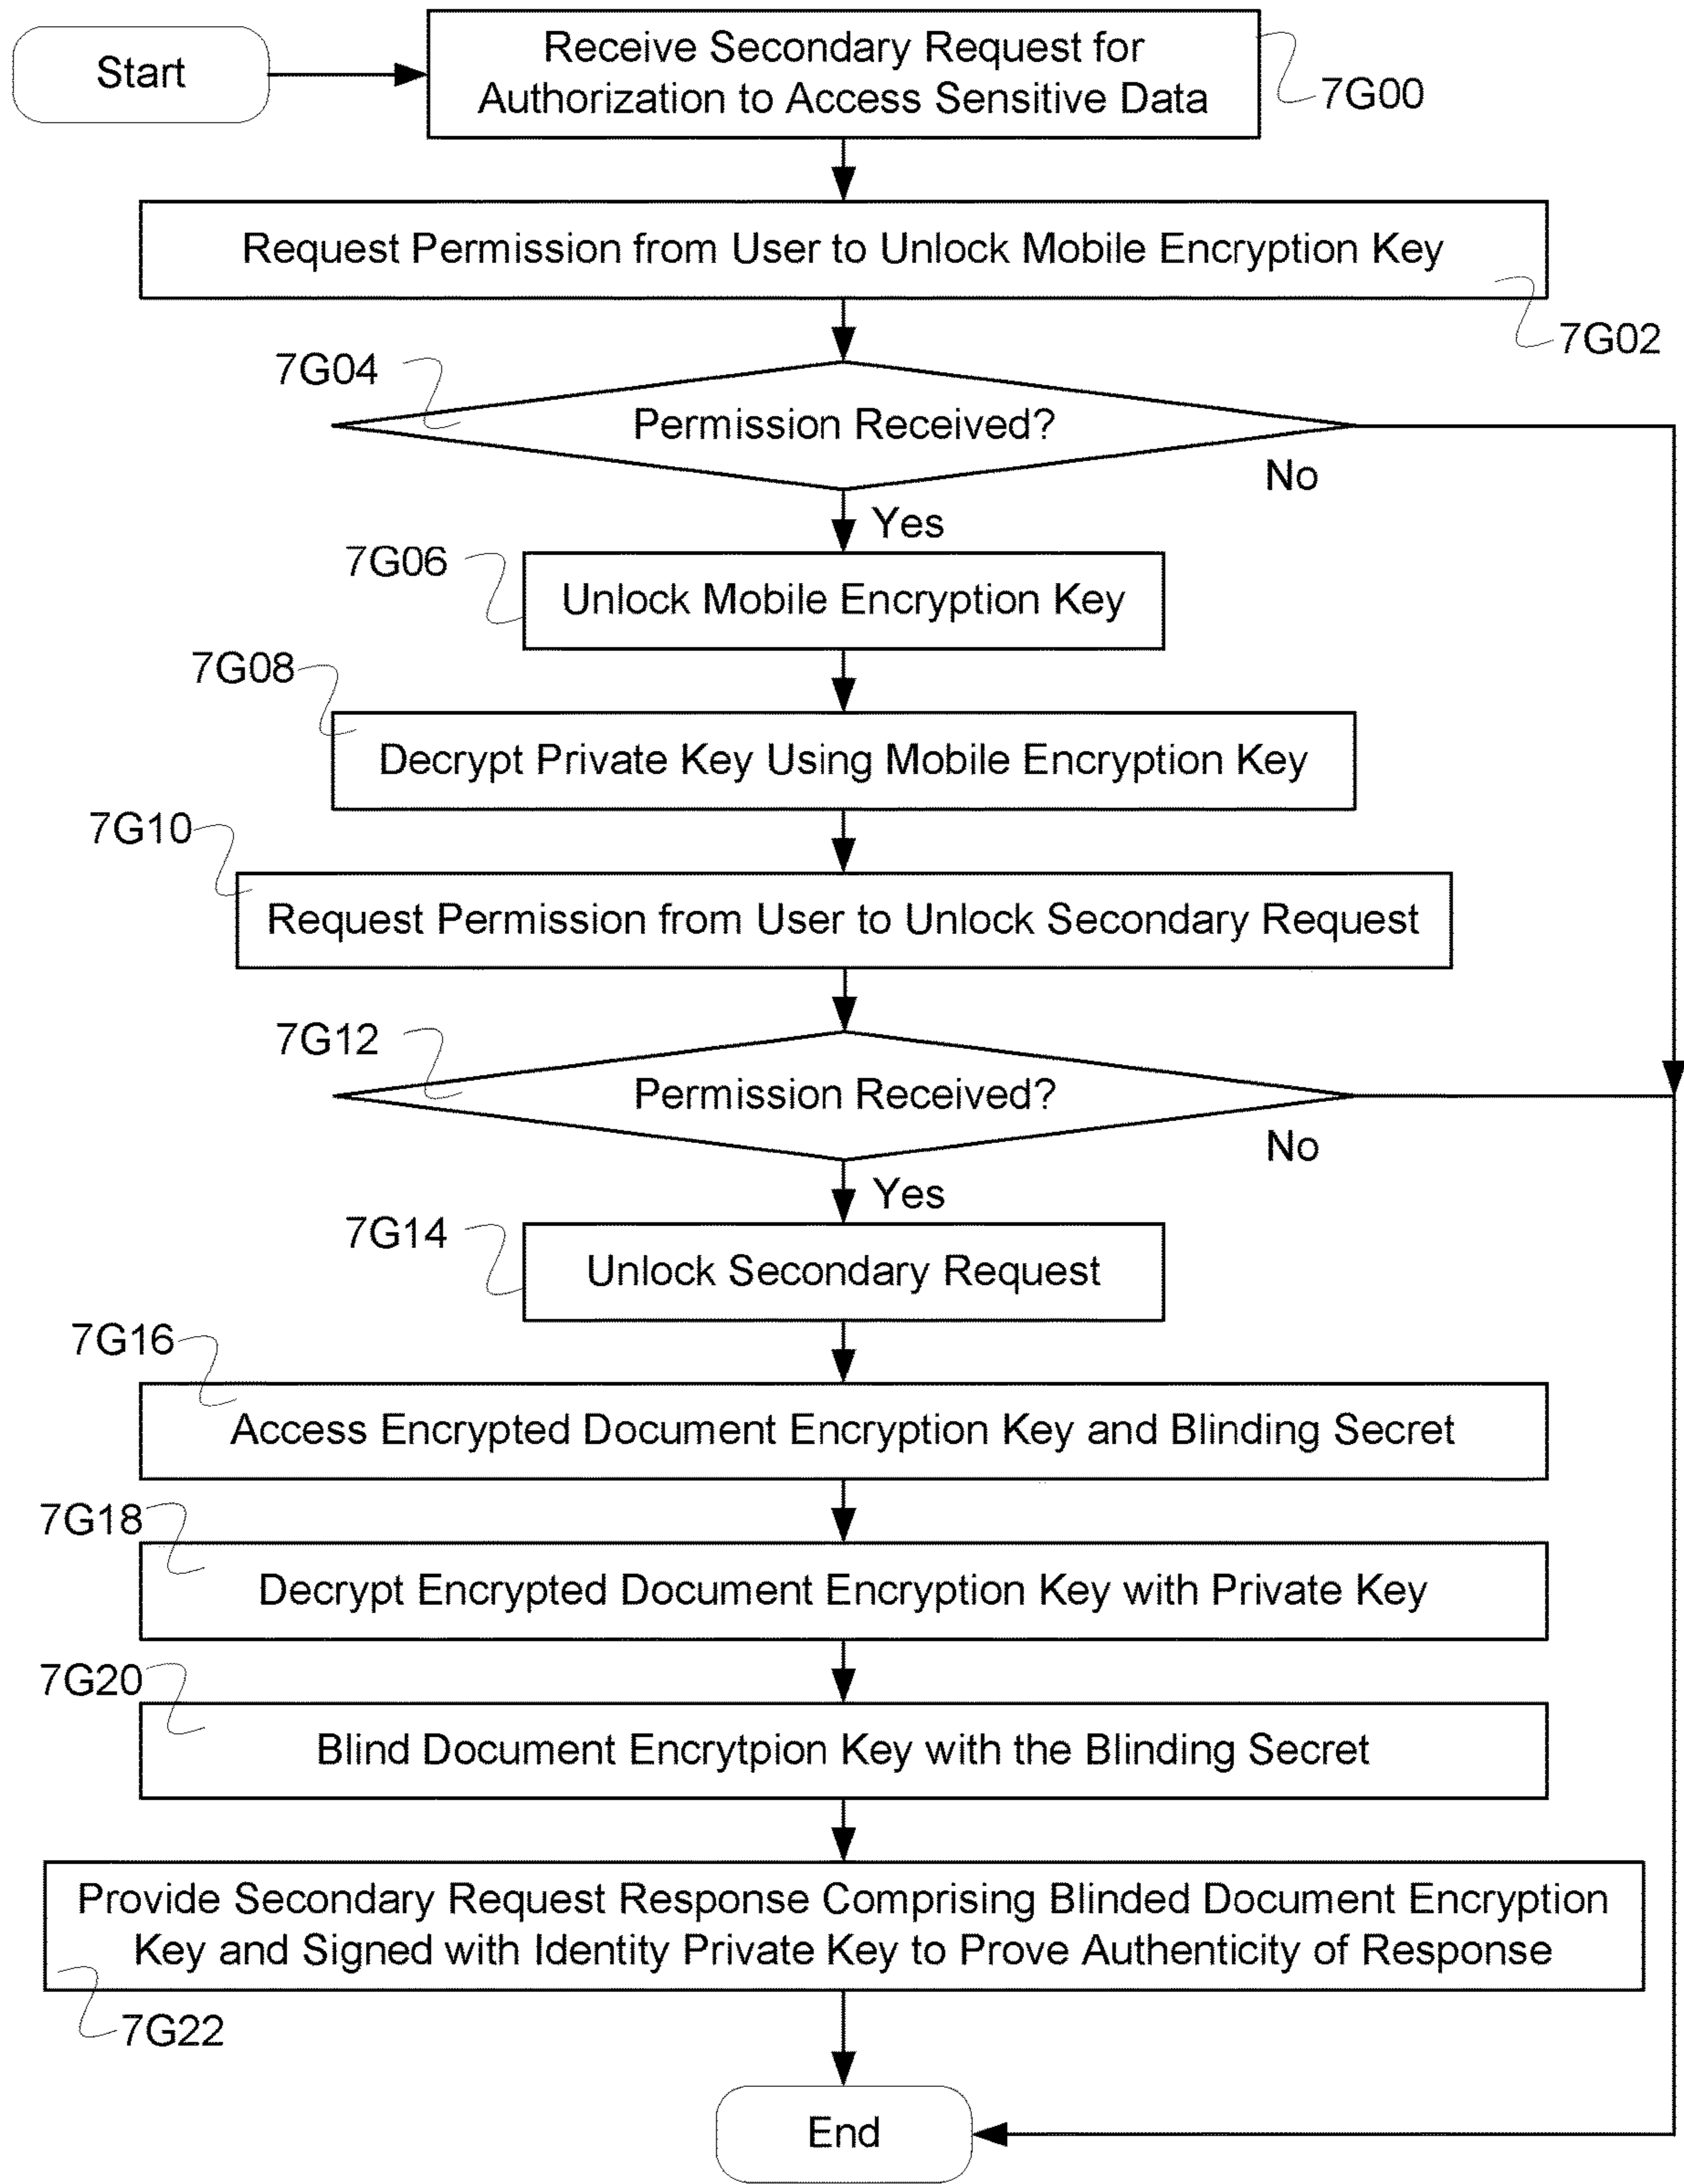 Start
Receive Secondary Request for
Authorization to Access Sensitive Data
7G00
Request Permission from User to Unlock Mobile Encryption Key
7G02
7G04
Permission Received?
No
Yes
7G06
Unlock Mobile Encryption Key
7G08
Decrypt Private Key Using Mobile Encryption Key
7G10
Request Permission from User to Unlock Secondary Request
7G12
Permission Received?
No
Yes
7G14
Unlock Secondary Request
7G16
Access Encrypted Document Encryption Key and Blinding Secret
7G18
Decrypt Encrypted Document Encryption Key with Private Key
7G20
Blind Document Encrytpion Key with the Blinding Secret
Provide Secondary Request Response Comprising Blinded Document Encryption
Key and Signed with Identity Private Key to Prove Authenticity of Response
7G22
End